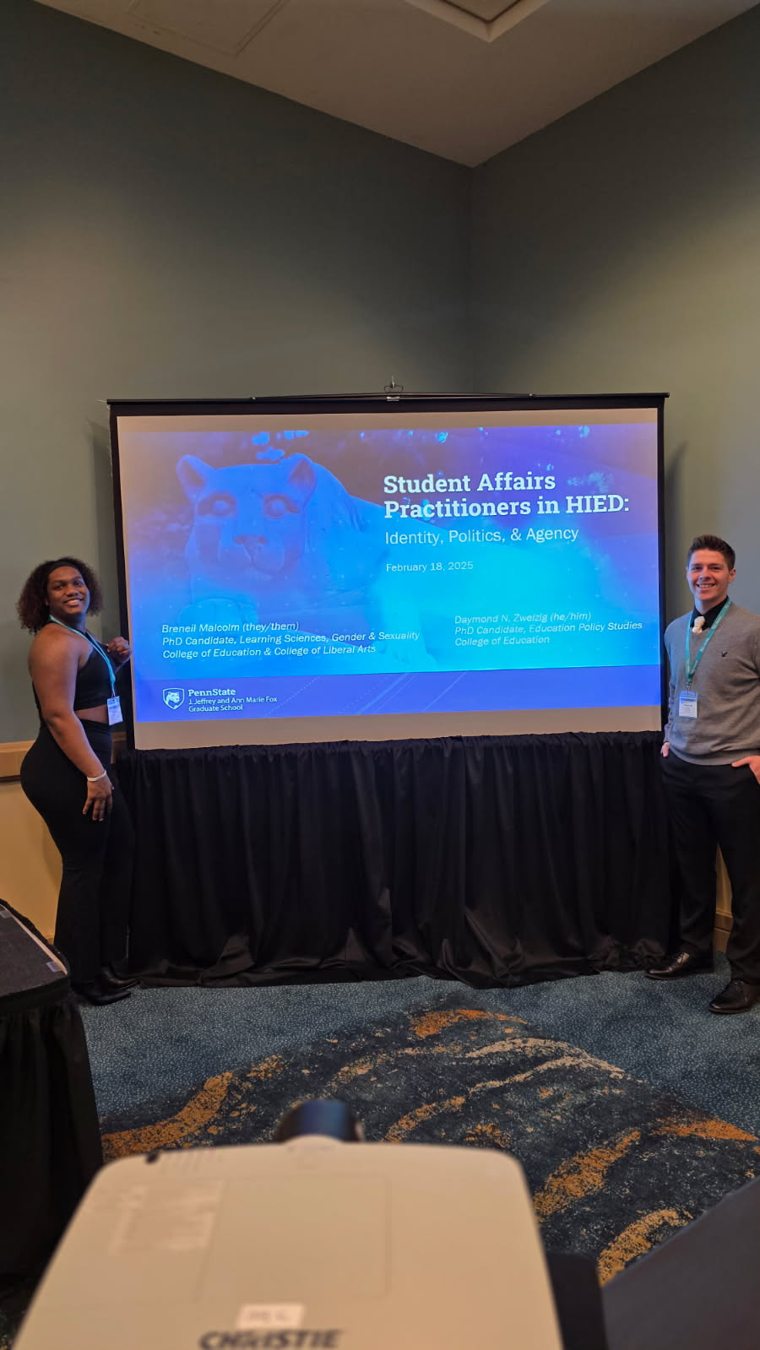 Student Affairs
Practitioners in HIED:
Identity, Politics, & Agency
February 18, 2025
Breneil Malcolm (they/them)
PhD Candidate, Learning Sciences, Gender & Sexuality
College of Education & College of Liberal Arts
Daymond N. Zweizig (he/him)
PhD Candidate, Education Policy Studies
College of Education
PennState
J. Jeffrey and Ann Marie Fox
Graduate School
CHRISTIE